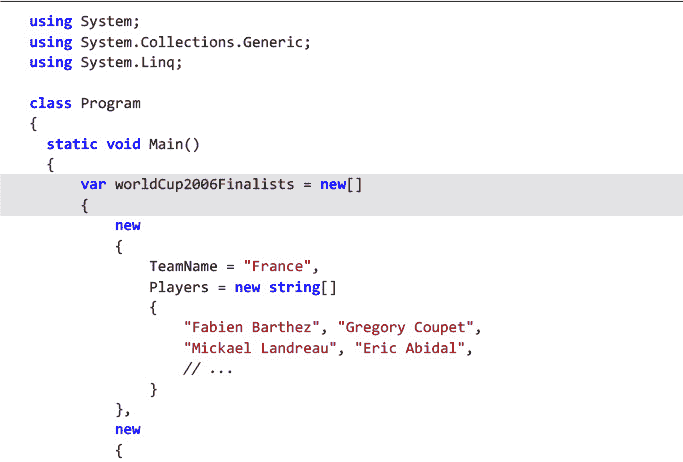 using System;
using System.Collections.Generic;
using System.Linq;
class Program
{
static void Main()
{
var worldCup2006Finalists = new[]
{
new
{
TeamName = "France",
Players = new string[]
{
"Fabien Barthez", "Gregory Coupet",
"Mickael Landreau", "Eric Abidal",
// ...
}
},
new
{